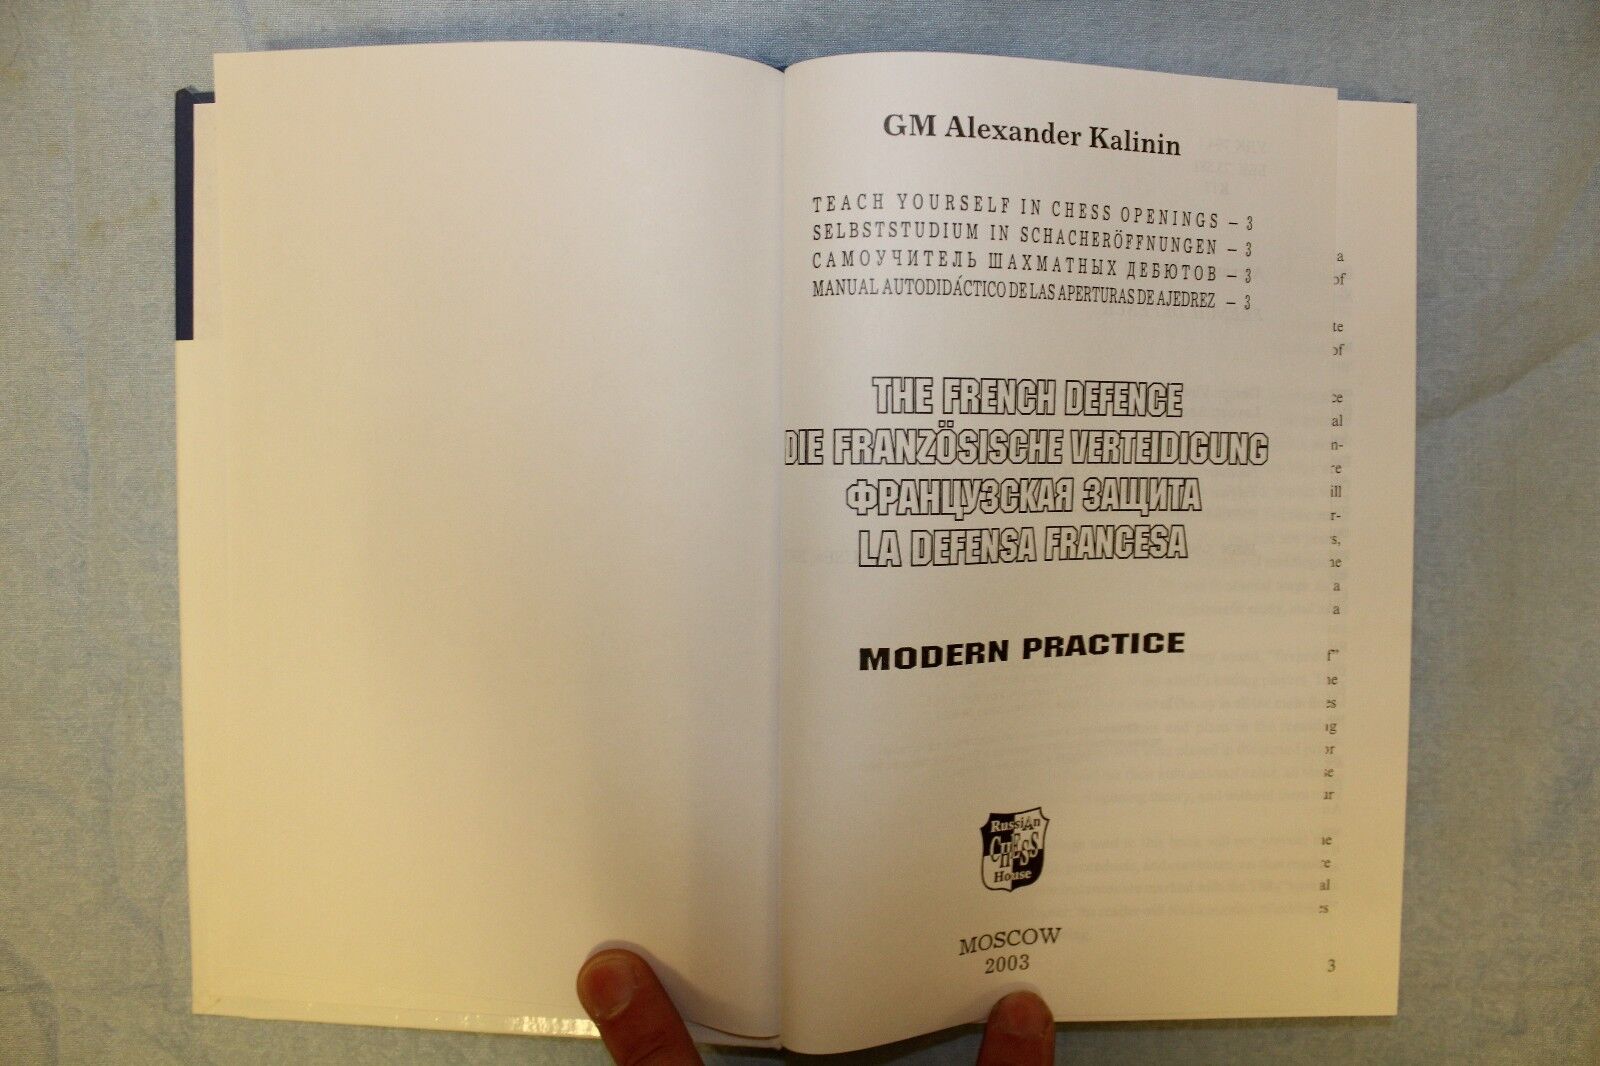 GM Alexander Kalinin
TEACH YOURSELF IN CHESS OPENINGS – 3
SELBSTSTUDIUM IN SCHACHERÖFFNUNGEN – 3
САМОУЧИТЕЛЬ ШАХМАТНЫХ ДЕБЮТОВ – 3
MANUAL AUTODIDÁCTICO DE LAS APERTURAS DE AJEDREZ – 3
THE FRENCH DEFENCE
DIE FRANZÖSISCHE VERTEIDIGUNG
ФРАНЦУЗСКАЯ ЗАЩИТА
LA DEFENSA FRANCESA
MODERN PRACTICE
Russian
CHESS
House
MOSCOW
2003
3